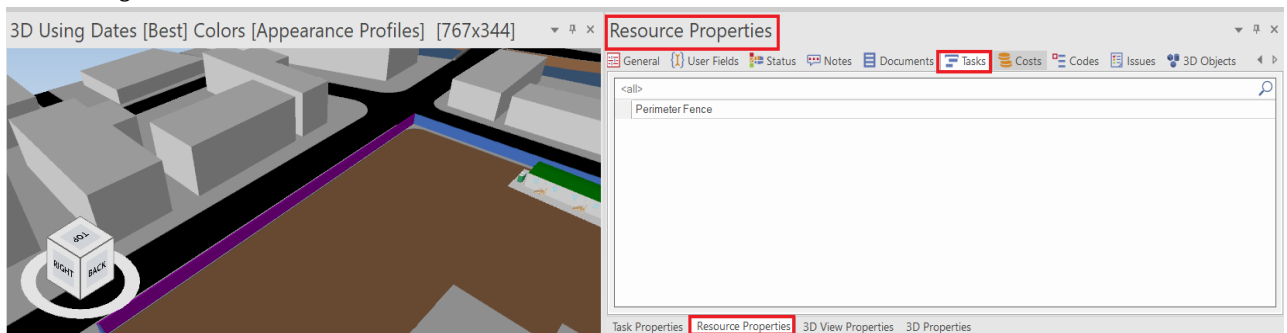 3D Using Dates [Best] Colors [Appearance Profiles] [767x344]
Resource Properties
General User Fields Status Notes Documents Tasks Costs Codes Issues 3D Objects
<all>
Perimeter Fence
TOP
RIGHT
BACK
Task Properties Resource Properties 3D View Properties 3D Properties